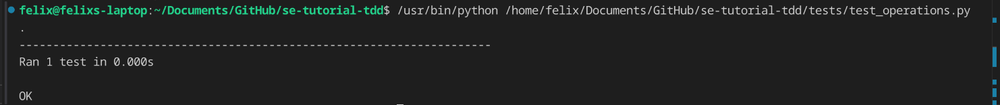 felix@felixs-laptop:~/Documents/GitHub/se-tutorial-tdd$ /usr/bin/python /home/felix/Documents/GitHub/se-tutorial-tdd/tests/test_operations.py
.
----------------------------------------------------------------------
Ran 1 test in 0.000s
OK